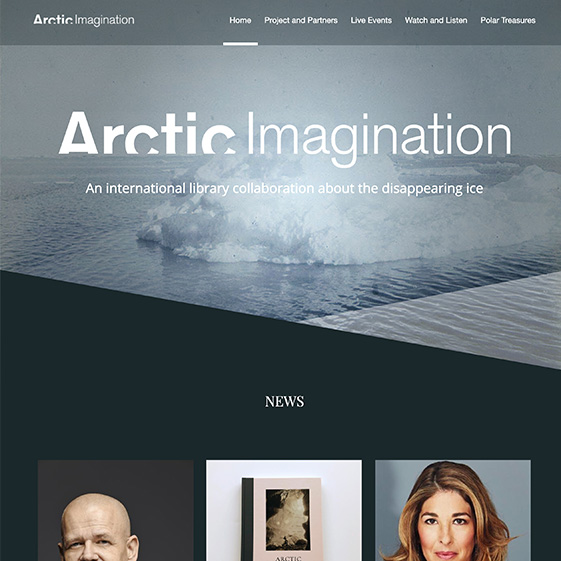 Arctic Imagination
Home Project and Partners Live Events Watch and Listen Polar Treasures
Arctic Imagination
An international library collaboration about the disappearing ice
NEWS
ARCTIC